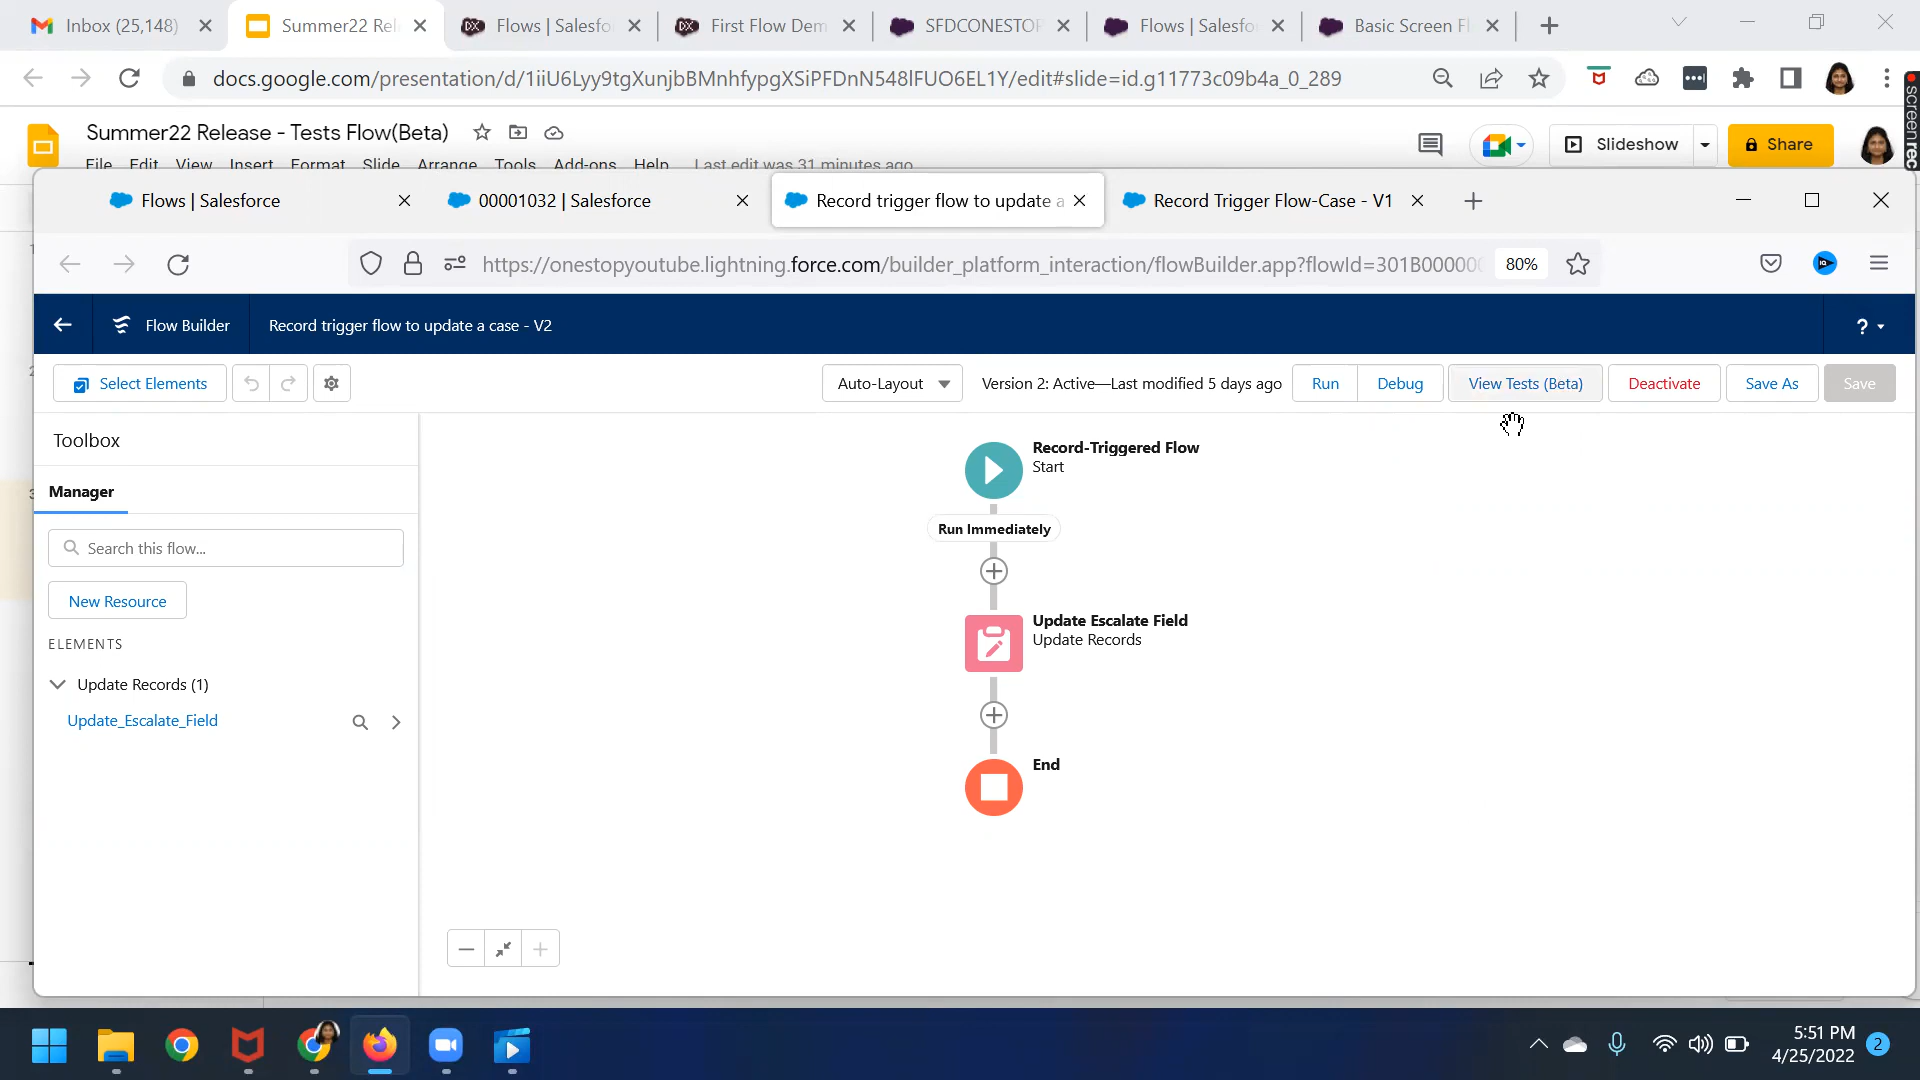 Inbox (25,148)
Summer22 Rel
Flows | Salesfo
First Flow Dem
SFDCONESTOP
Flows | Salesfo
Basic Screen Fl
docs.google.com/presentation/d/1iiU6Lyy9tgXunjbBMnhfypgXSiPFDnN548lFUO6EL1Y/edit#slide=id.g11773c09b4a_0_289
screenrec
Summer22 Release - Tests Flow(Beta)
File Edit View Insert Format Slide Arrange Tools Add-ons Help Last edit was 31 minutes ago
Slideshow
Share
Flows | Salesforce
00001032 | Salesforce
Record trigger flow to update a
Record Trigger Flow-Case - V1
https://onestopyoutube.lightning.force.com/builder_platform_interaction/flowBuilder.app?flowId=301B000000
80%
Flow Builder
Record trigger flow to update a case - V2
?
Select Elements
Auto-Layout
Version 2: Active—Last modified 5 days ago
Run
Debug
View Tests (Beta)
Deactivate
Save As
Save
Toolbox
Manager
Search this flow...
New Resource
ELEMENTS
Update Records (1)
Update_Escalate_Field
Record-Triggered Flow
Start
Run Immediately
Update Escalate Field
Update Records
End
5:51 PM
4/25/2022
2